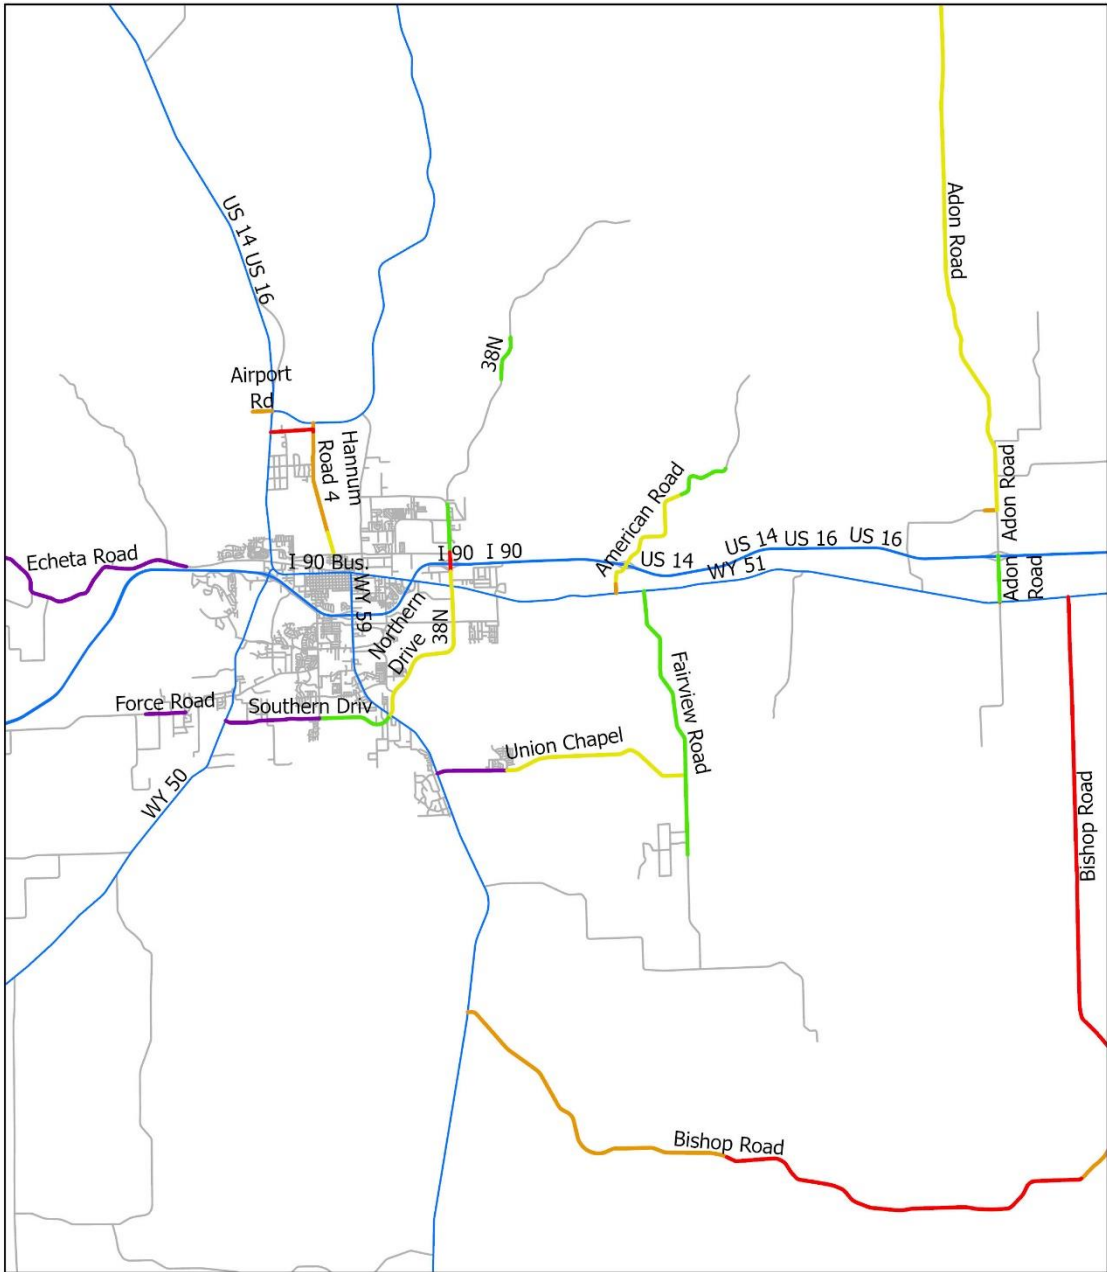 US 14 US 16
Adon Road
38N
Airport
Rd
Hannum
Road 4
American Road
Adon Road
Echeta Road
I 90 Bus.
I 90
I 90
US 14
US 14 US 16
US 16
WY 51
Adon
Road
WY 59
Northern
Drive
38N
Fairview Road
Force Road
Southern Driv
Union Chapel
WY 50
Bishop Road
Bishop Road